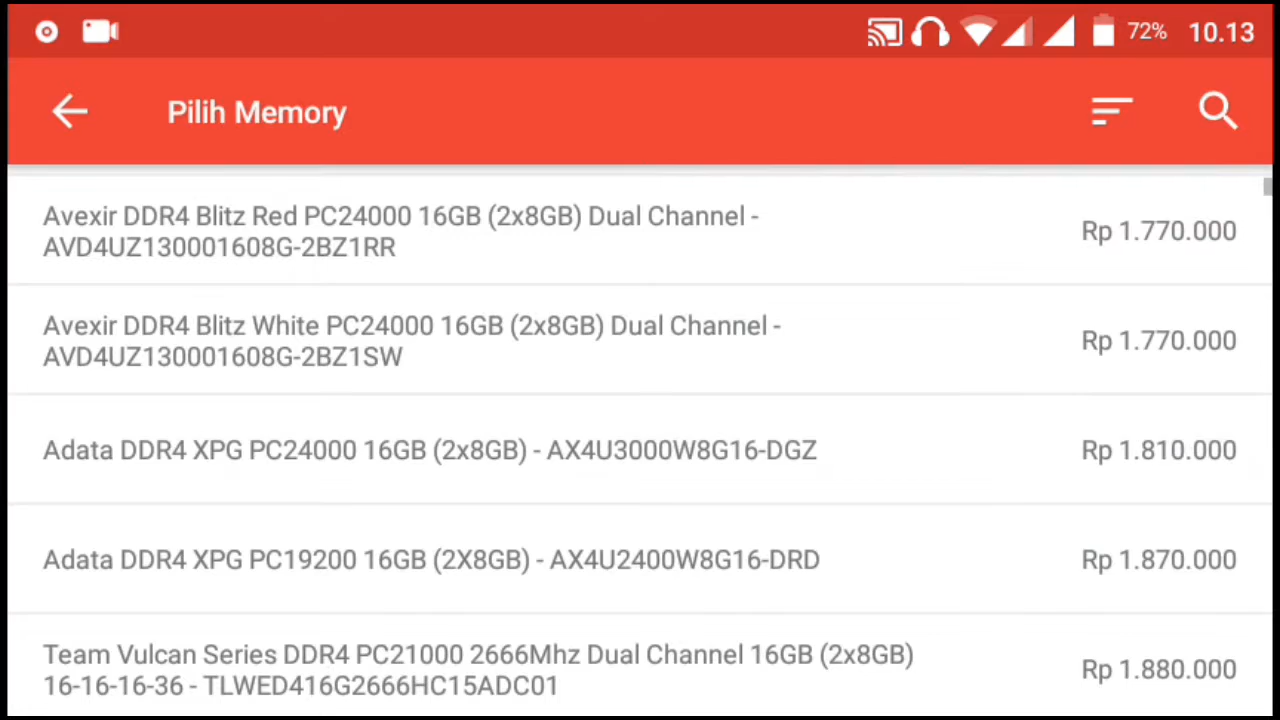 72% 10.13
Pilih Memory
Avexir DDR4 Blitz Red PC24000 16GB (2x8GB) Dual Channel -
AVD4UZ130001608G-2BZ1RR
Rp 1.770.000
Avexir DDR4 Blitz White PC24000 16GB (2x8GB) Dual Channel -
AVD4UZ130001608G-2BZ1SW
Rp 1.770.000
Adata DDR4 XPG PC24000 16GB (2x8GB) - AX4U3000W8G16-DGZ
Rp 1.810.000
Adata DDR4 XPG PC19200 16GB (2X8GB) - AX4U2400W8G16-DRD
Rp 1.870.000
Team Vulcan Series DDR4 PC21000 2666Mhz Dual Channel 16GB (2x8GB)
16-16-16-36 - TLWED416G2666HC15ADC01
Rp 1.880.000